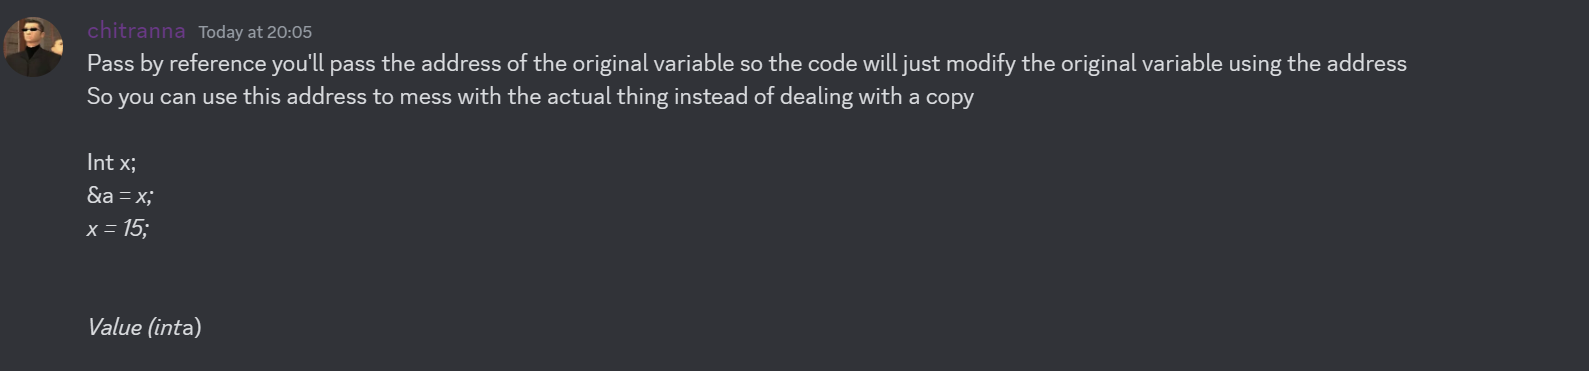 chitranna Today at 20:05
Pass by reference you'll pass the address of the original variable so the code will just modify the original variable using the address
So you can use this address to mess with the actual thing instead of dealing with a copy
Int x;
&a = x;
x = 15;
Value (inta)